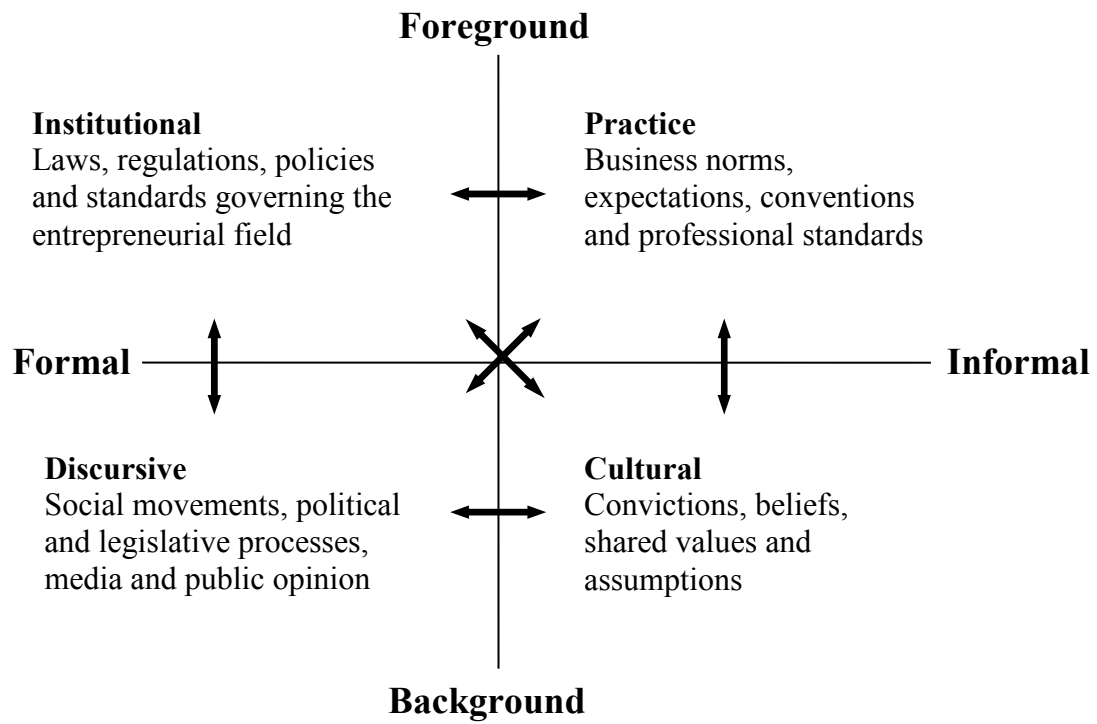 Foreground
Institutional
Laws, regulations, policies
and standards governing the
entrepreneurial field
Practice
Business norms,
expectations, conventions
and professional standards
Formal
Informal
Discursive
Social movements, political
and legislative processes,
media and public opinion
Cultural
Convictions, beliefs,
shared values and
assumptions
Background